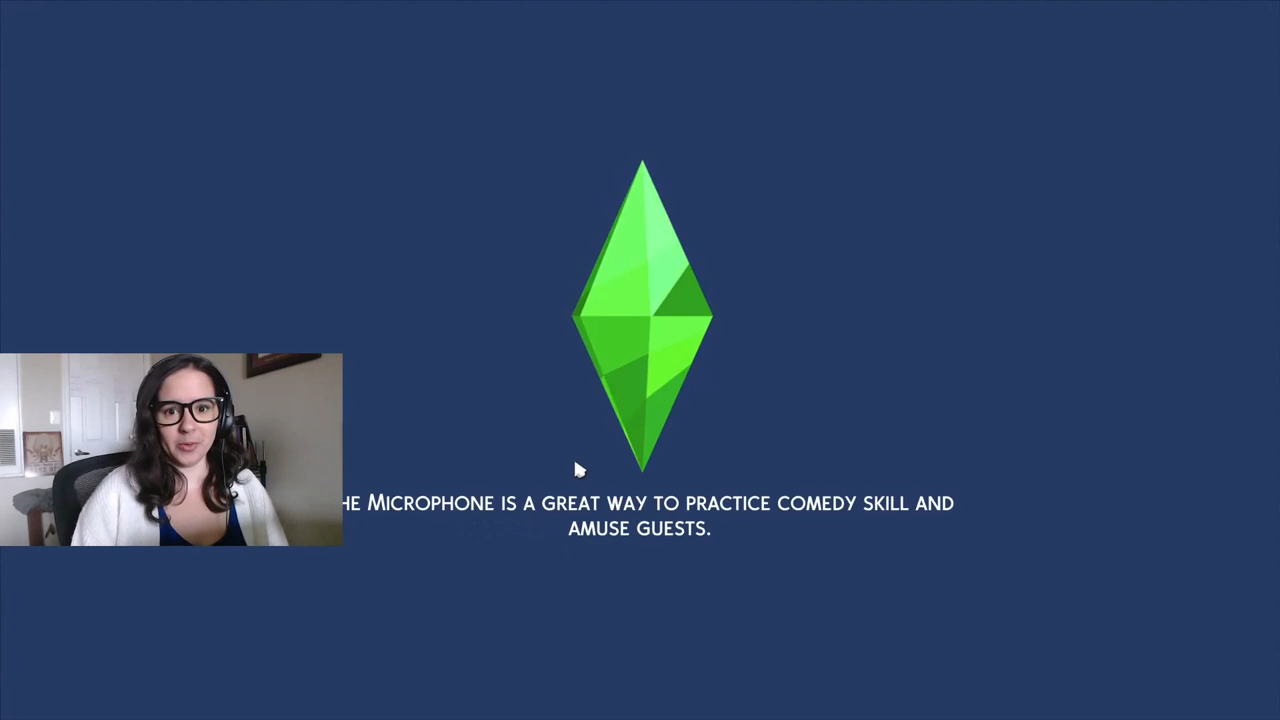 HE MICROPHONE IS A GREAT WAY TO PRACTICE COMEDY SKILL AND
AMUSE GUESTS.